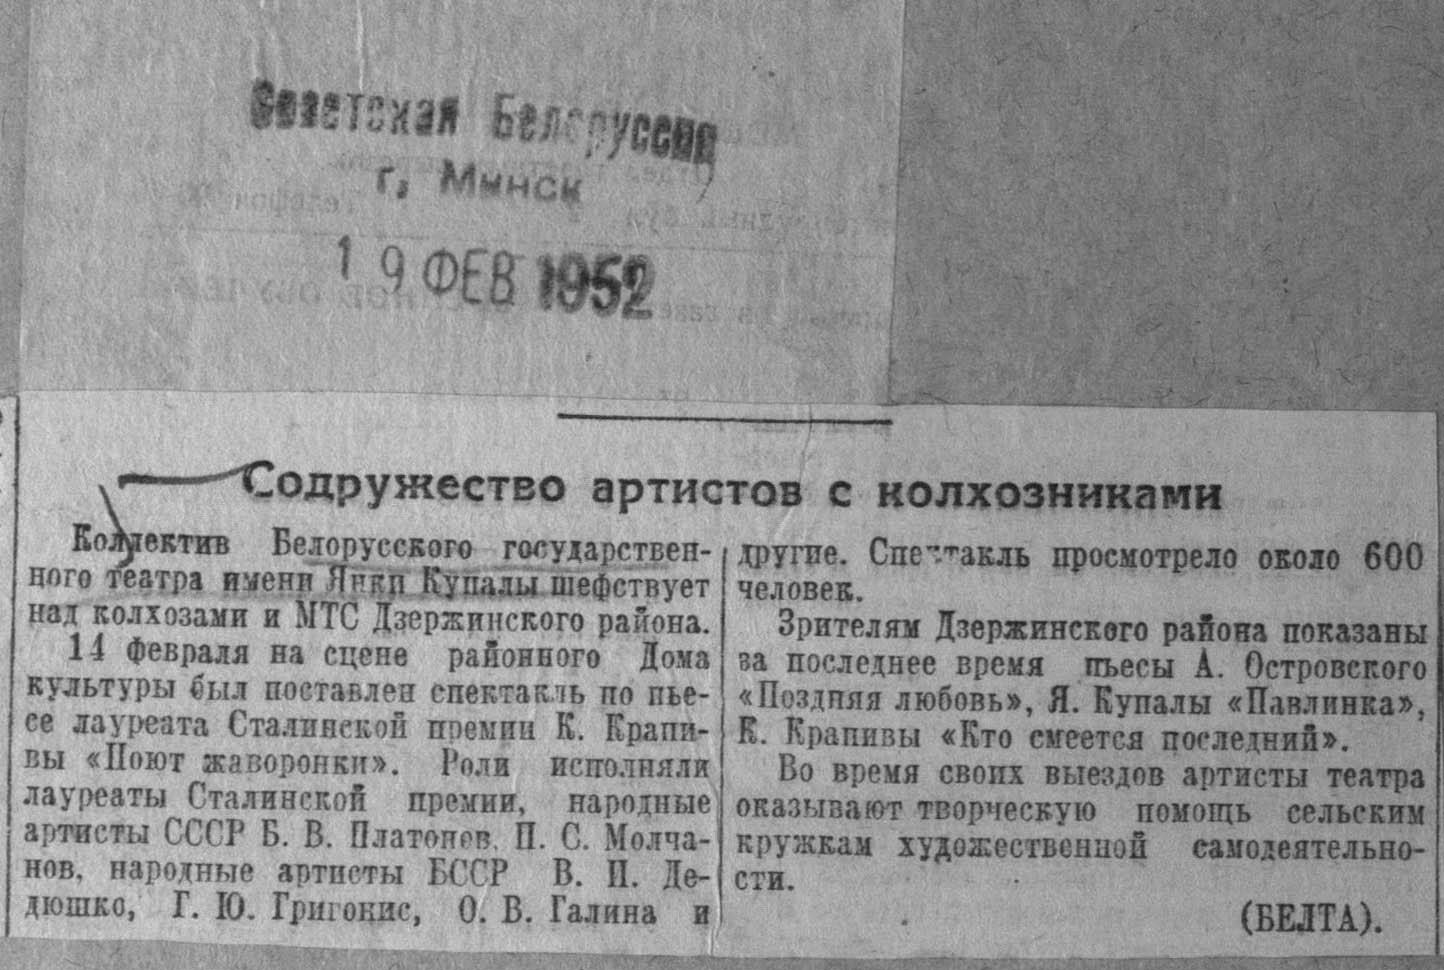 Советская Белоруссия
г. Минск
19 ФЕВ 1952
Содружество артистов с колхозниками
Коллектив Белорусского государствен-
ного театра имени Янки Купалы шефствует
над колхозами и МТС Дзержинского района.
14 февраля на сцене районного Дома
культуры был поставлен спектакль по пье-
се лауреата Сталинской премии К. Крапи-
вы «Поют жаворонки». Роли исполняли
лауреаты Сталинской премии, народные
артисты СССР Б. В. Платонов, П. С. Молча-
нов, народные артисты БССР В. И. Де-
дюшко, Г. Ю. Григонис, О. В. Галина и
другие. Спектакль просмотрело около 600
человек.
Зрителям Дзержинского района показаны
за последнее время пьесы А. Островского
«Поздняя любовь», Я. Купалы «Павлинка»,
К. Крапивы «Кто смеется последний».
Во время своих выездов артисты театра
оказывают творческую помощь сельским
кружкам художественной самодеятельно-
сти.
(БЕЛТА).